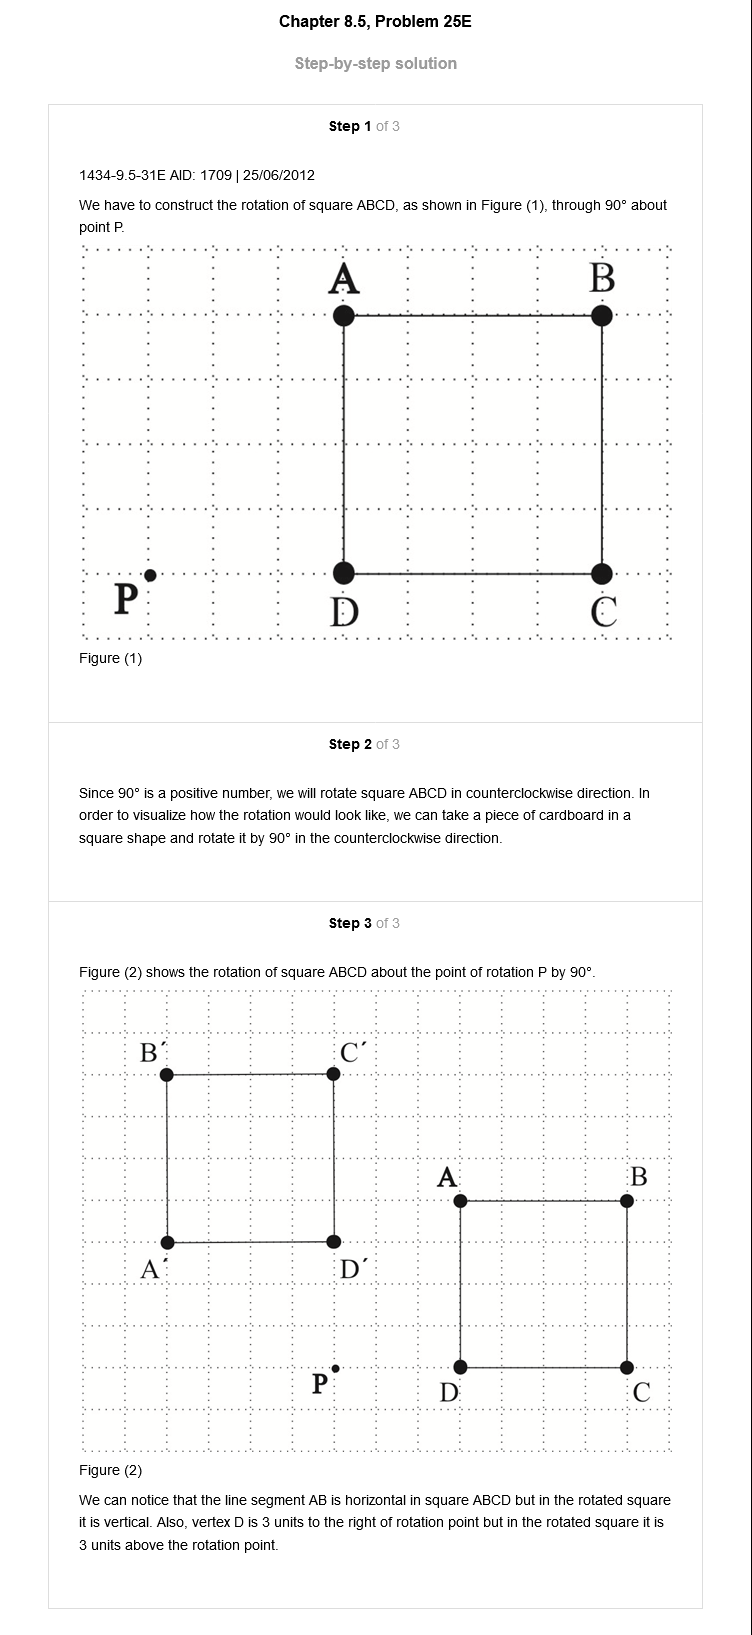 Chapter 8.5, Problem 25E
Step-by-step solution
Step 1 of 3
1434-9.5-31E AID: 1709 | 25/06/2012
We have to construct the rotation of square ABCD, as shown in Figure (1), through 90° about
point P.
A
B
P
D
C
Figure (1)
Step 2 of 3
Since 90° is a positive number, we will rotate square ABCD in counterclockwise direction. In
order to visualize how the rotation would look like, we can take a piece of cardboard in a
square shape and rotate it by 90° in the counterclockwise direction.
Step 3 of 3
Figure (2) shows the rotation of square ABCD about the point of rotation P by 90°.
B´
C´
A
B
A´
D´
P
D
C
Figure (2)
We can notice that the line segment AB is horizontal in square ABCD but in the rotated square
it is vertical. Also, vertex D is 3 units to the right of rotation point but in the rotated square it is
3 units above the rotation point.